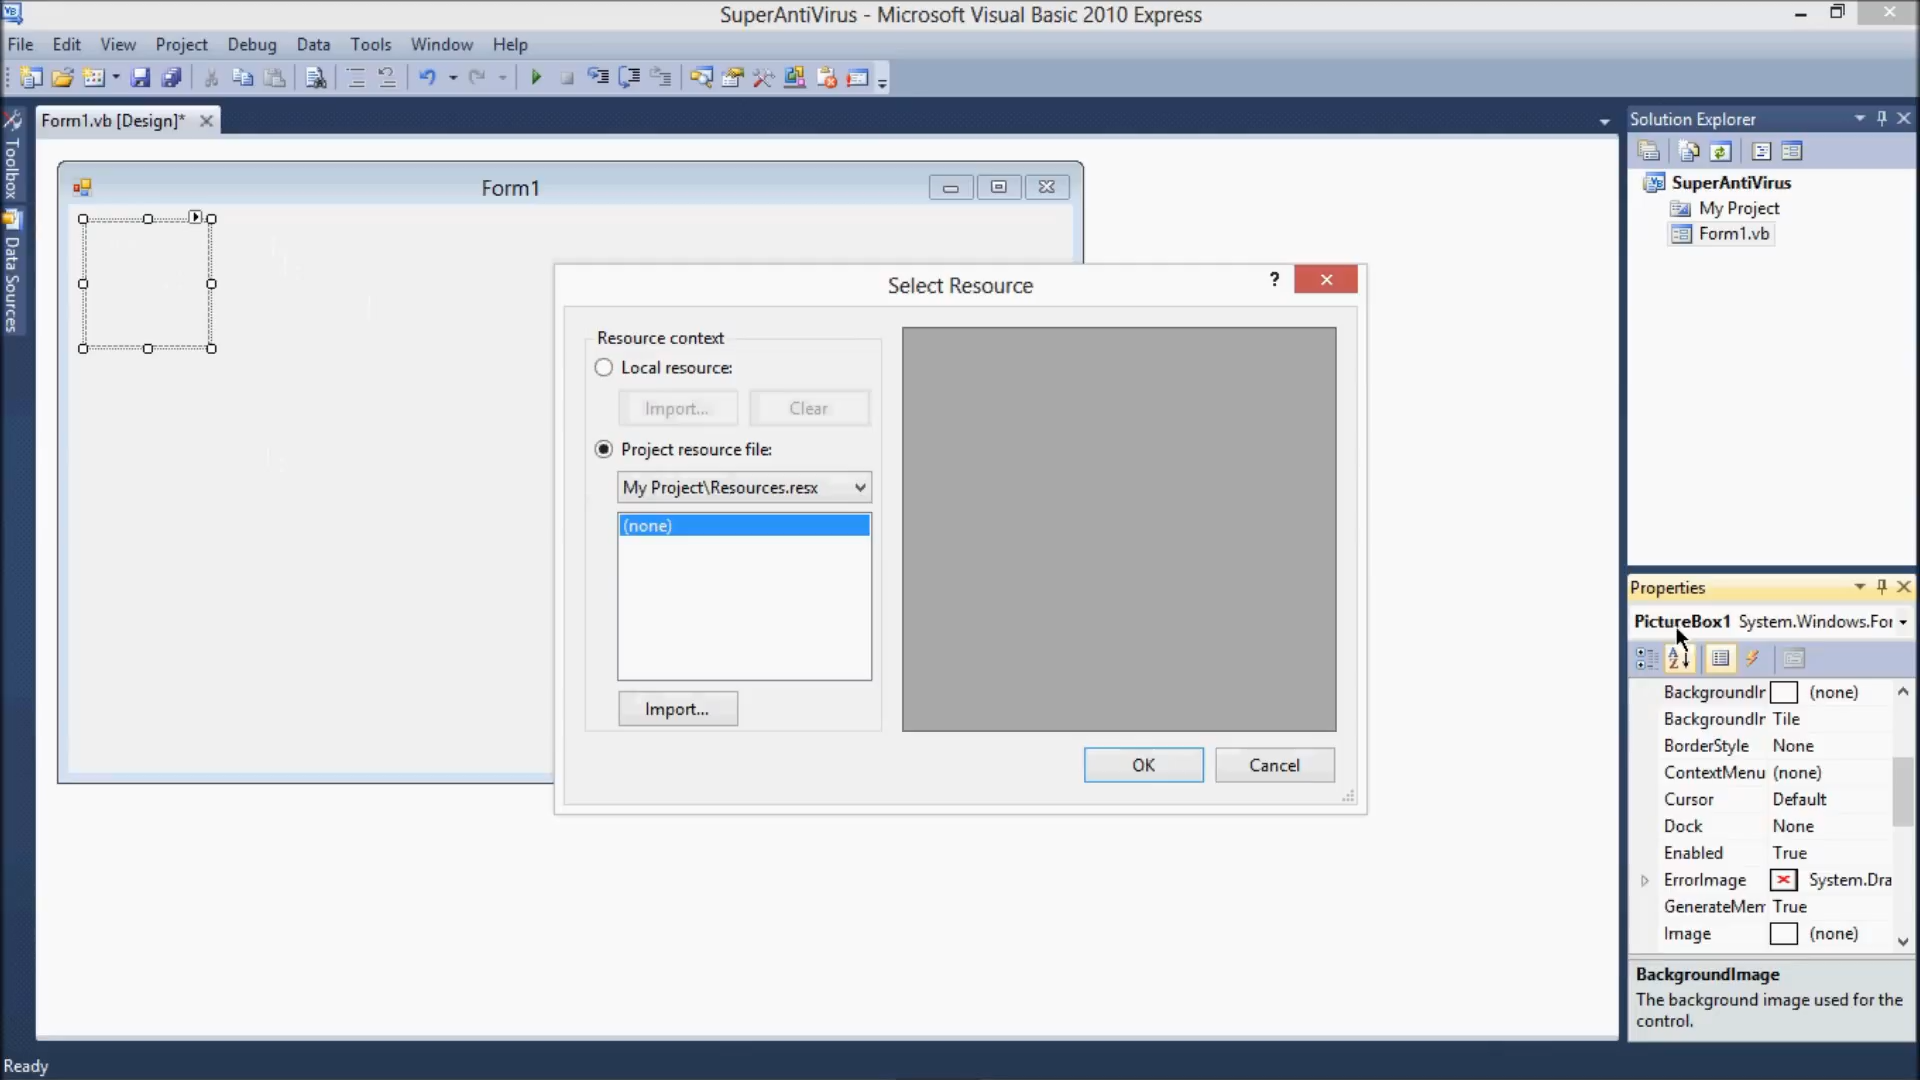 SuperAntiVirus - Microsoft Visual Basic 2010 Express
File Edit View Project Debug Data Tools Window Help
Toolbox
Data Sources
Form1.vb [Design]*
Form1
Select Resource
?
Resource context
Local resource:
Import... Clear
Project resource file:
My Project\Resources.resx
(none)
Import...
OK Cancel
Solution Explorer
SuperAntiVirus
My Project
Form1.vb
Properties
PictureBox1 System.Windows.For
BackgroundIr (none)
BackgroundIr Tile
BorderStyle None
ContextMenu (none)
Cursor Default
Dock None
Enabled True
ErrorImage System.Dra
GenerateMem True
Image (none)
BackgroundImage
The background image used for the
control.
Ready